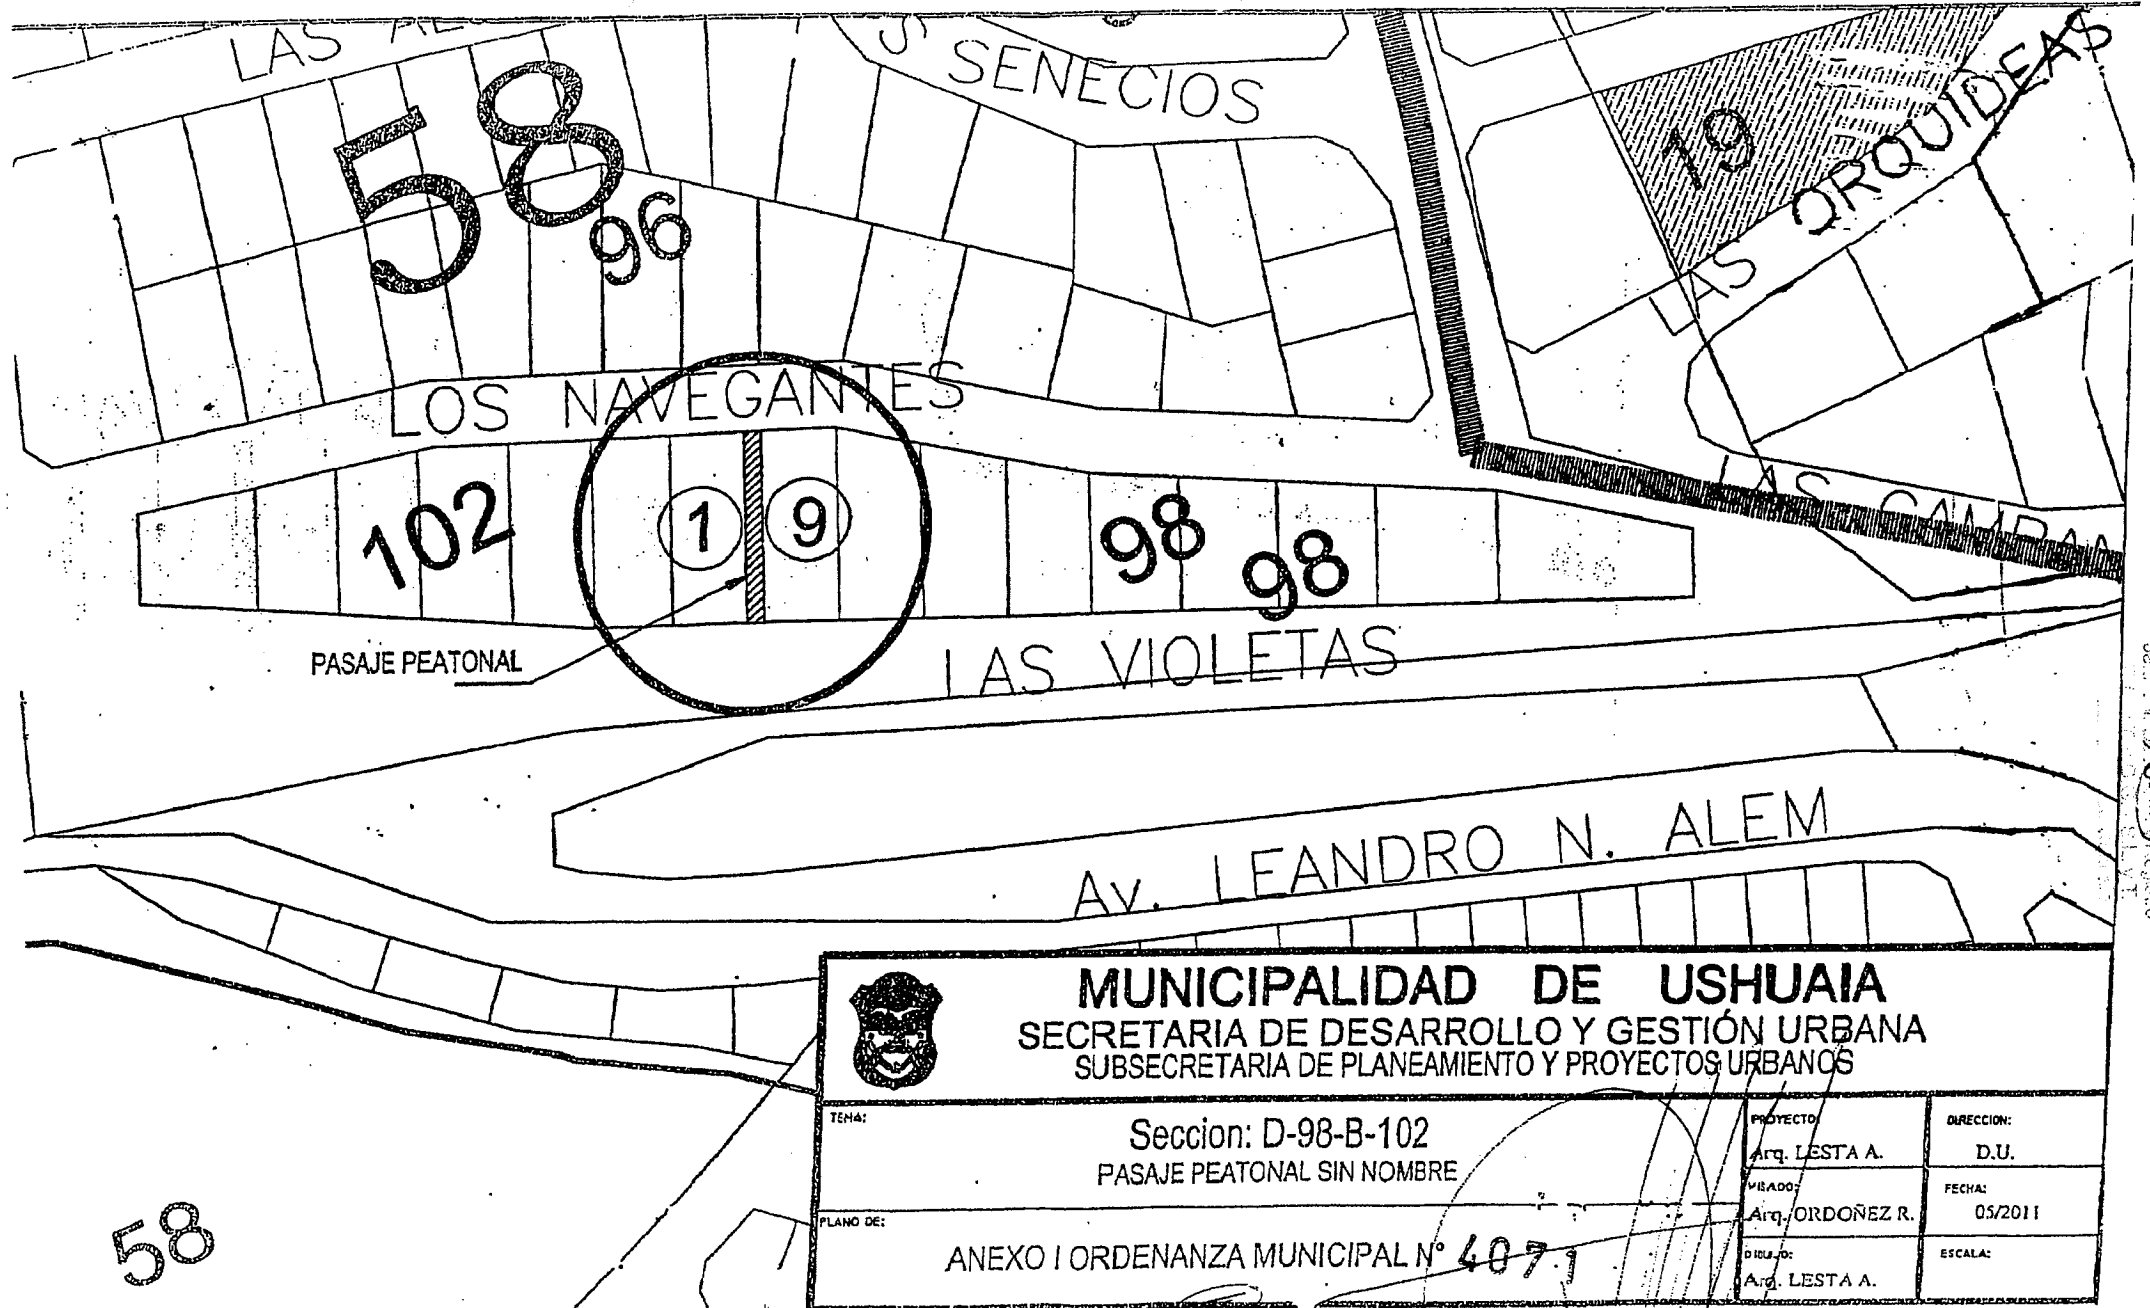 LAS
S SENECIOS
58
96
19
LAS ORQUIDEAS
LOS NAVEGANTES
102
1
9
98
98
LAS
PASAJE PEATONAL
LAS VIOLETAS
Av. LEANDRO N. ALEM
58
MUNICIPALIDAD DE USHUAIA
SECRETARIA DE DESARROLLO Y GESTIÓN URBANA
SUBSECRETARIA DE PLANEAMIENTO Y PROYECTOS URBANOS
TEMA:
Seccion: D-98-B-102
PASAJE PEATONAL SIN NOMBRE
PLANO DE:
ANEXO I ORDENANZA MUNICIPAL Nº 4071
PROYECTO:
Arq. LESTA A.
DIRECCION:
D.U.
VISADO:
Arq. ORDOÑEZ R.
FECHA:
05/2011
DIBUJO:
Arq. LESTA A.
ESCALA: